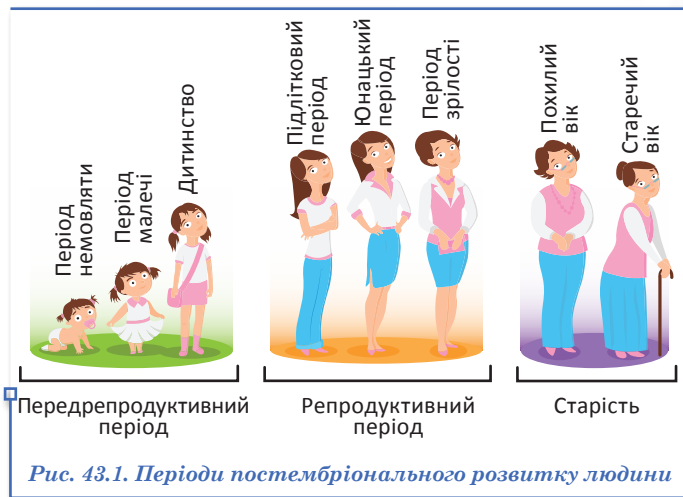 Період
немовляти
Період
малечі
Дитинство
Підлітковий
період
Юнацький
період
Період
зрілості
Похилий
вік
Старечий
вік
Передрепродуктивний
період
Репродуктивний
період
Старість
Рис. 43.1. Періоди постембріонального розвитку людини